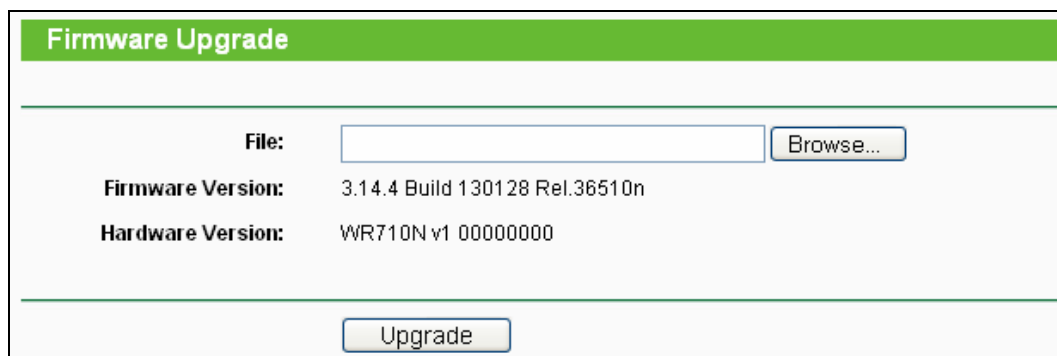 Firmware Upgrade
File: Browse...
Firmware Version: 3.14.4 Build 130128 Rel.36510n
Hardware Version: WR710N v1 00000000
Upgrade